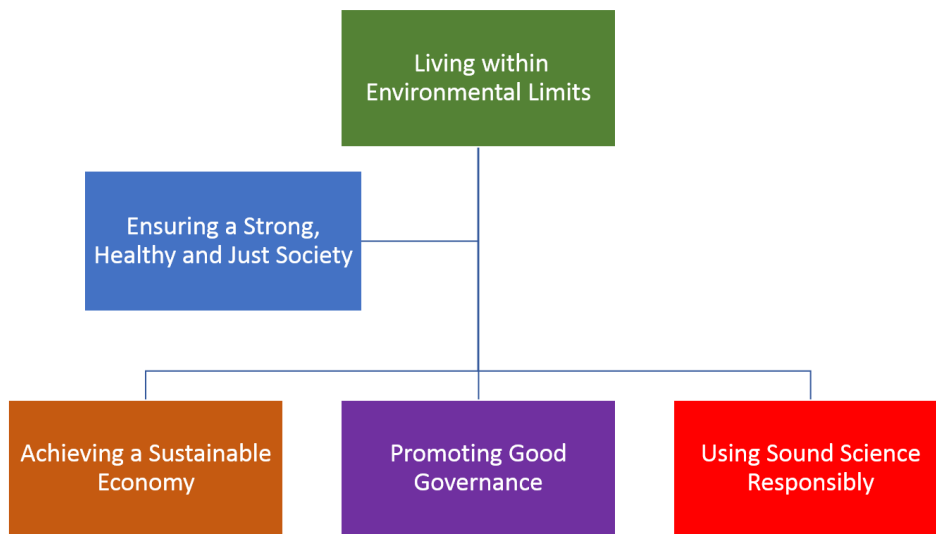 Living within
Environmental Limits
Ensuring a Strong,
Healthy and Just Society
Achieving a Sustainable
Economy
Promoting Good
Governance
Using Sound Science
Responsibly